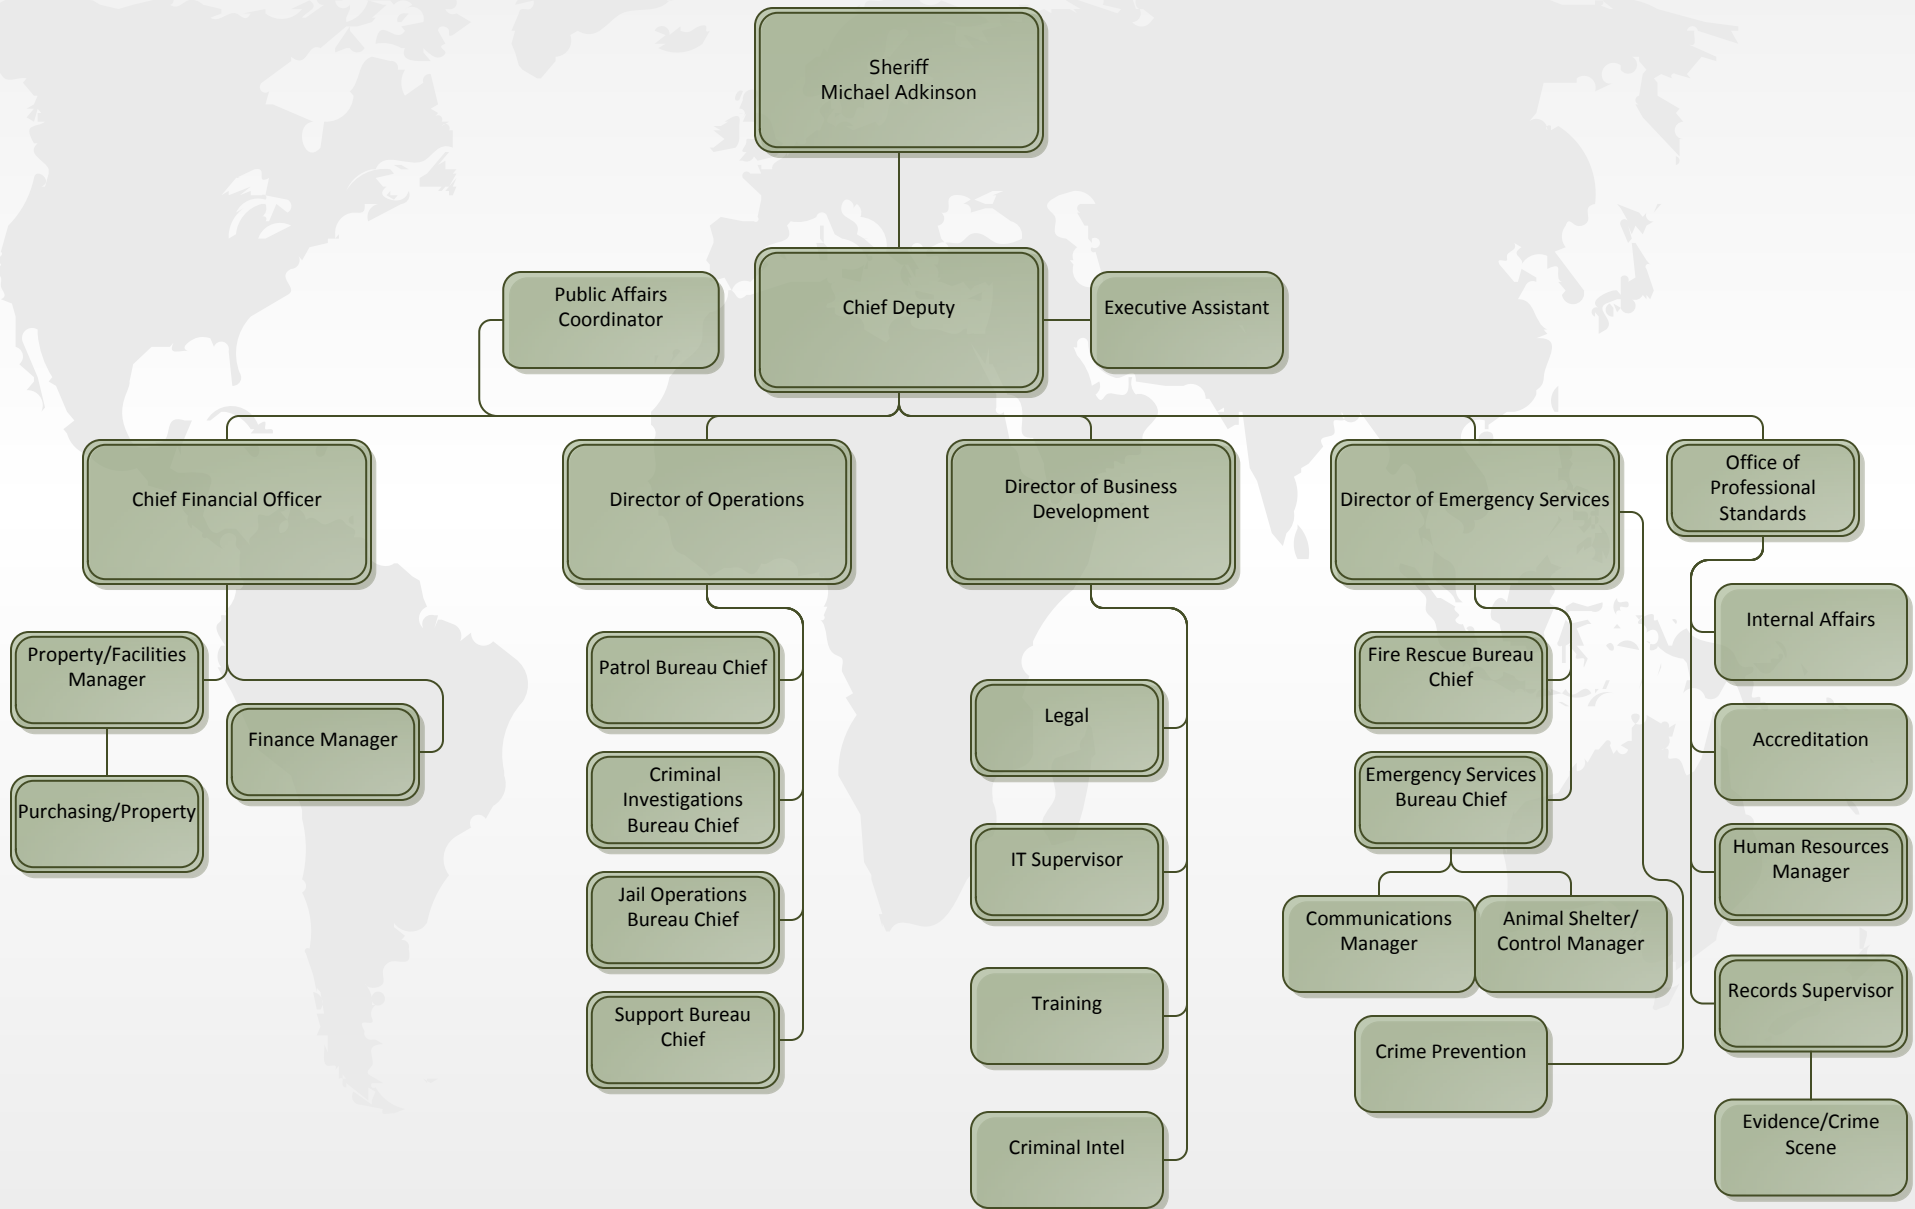 Sheriff
Michael Adkinson
Public Affairs
Coordinator
Chief Deputy
Executive Assistant
Chief Financial Officer
Director of Operations
Director of Business
Development
Director of Emergency Services
Office of
Professional
Standards
Property/Facilities
Manager
Purchasing/Property
Finance Manager
Patrol Bureau Chief
Criminal
Investigations
Bureau Chief
Jail Operations
Bureau Chief
Support Bureau
Chief
Legal
IT Supervisor
Training
Criminal Intel
Fire Rescue Bureau
Chief
Emergency Services
Bureau Chief
Communications
Manager
Animal Shelter/
Control Manager
Crime Prevention
Internal Affairs
Accreditation
Human Resources
Manager
Records Supervisor
Evidence/Crime
Scene